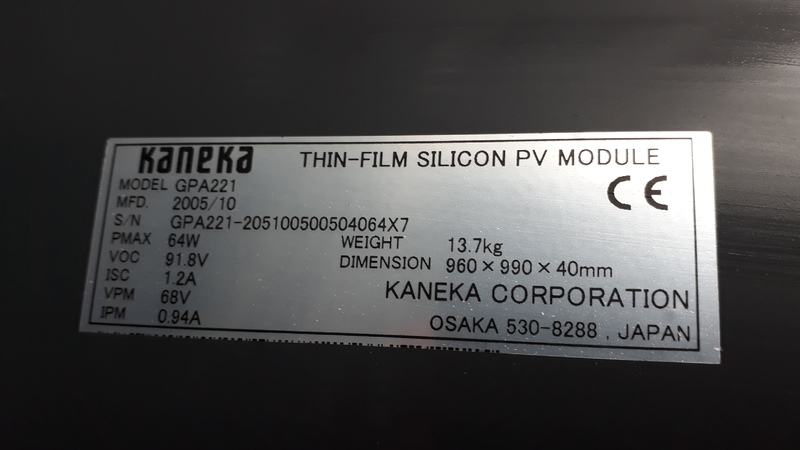 Kaneka THIN-FILM SILICON PV MODULE
MODEL GPA221
MFD. 2005/10
CE
S/N GPA221-205100500504064X7
PMAX 64W WEIGHT 13.7kg
VOC 91.8V DIMENSION 960×990×40mm
ISC 1.2A
VPM 68V KANEKA CORPORATION
IPM 0.94A OSAKA 530-8288 , JAPAN